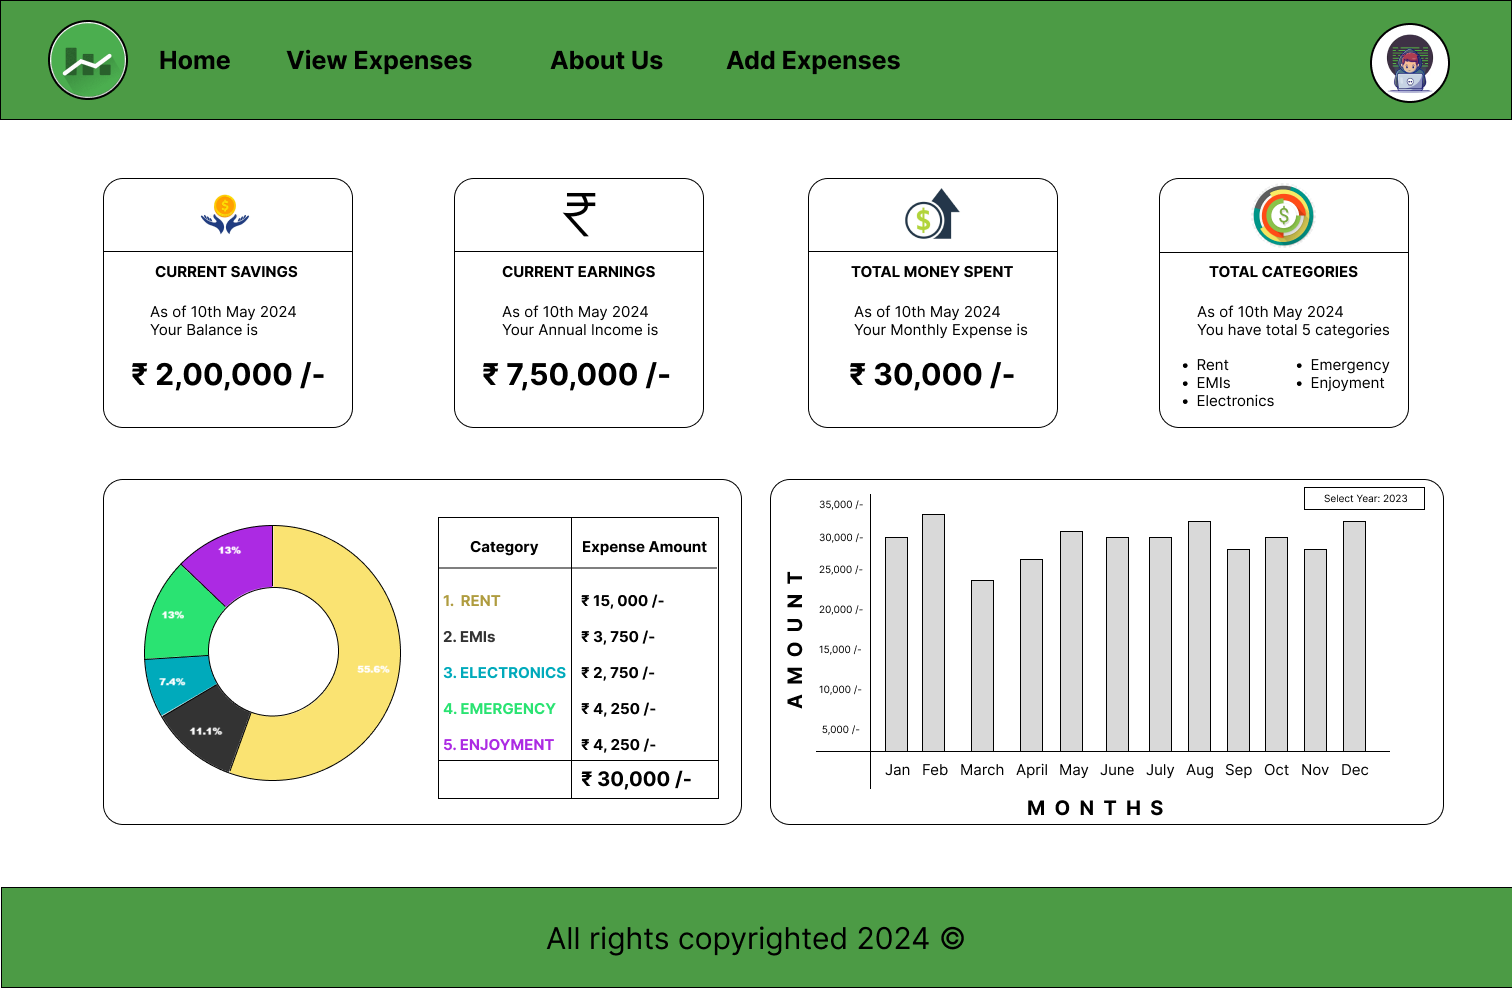 Home View Expenses About Us Add Expenses
CURRENT SAVINGS
As of 10th May 2024
Your Balance is
₹ 2,00,000 /-
CURRENT EARNINGS
As of 10th May 2024
Your Annual Income is
₹ 7,50,000 /-
TOTAL MONEY SPENT
As of 10th May 2024
Your Monthly Expense is
₹ 30,000 /-
TOTAL CATEGORIES
As of 10th May 2024
You have total 5 categories
• Rent
• EMIs
• Electronics
• Emergency
• Enjoyment
13%
13%
7.4%
11.1%
55.6%
Category Expense Amount
1. RENT ₹ 15, 000 /-
2. EMIs ₹ 3, 750 /-
3. ELECTRONICS ₹ 2, 750 /-
4. EMERGENCY ₹ 4, 250 /-
5. ENJOYMENT ₹ 4, 250 /-
₹ 30,000 /-
Select Year: 2023
AMOUNT
35,000 /-
30,000 /-
25,000 /-
20,000 /-
15,000 /-
10,000 /-
5,000 /-
Jan Feb March April May June July Aug Sep Oct Nov Dec
MONTHS
All rights copyrighted 2024 ©